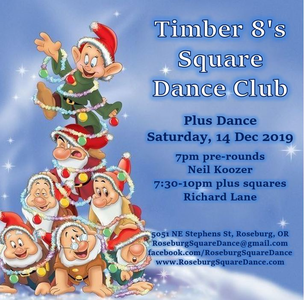 Timber 8's
Square
Dance Club
Plus Dance
Saturday, 14 Dec 2019
7pm pre-rounds
Neil Koozer
7:30-10pm plus squares
Richard Lane
5051 NE Stephens St, Roseburg, OR
RoseburgSquareDance@gmail.com
facebook.com/RoseburgSquareDance
www.RoseburgSquareDance.com